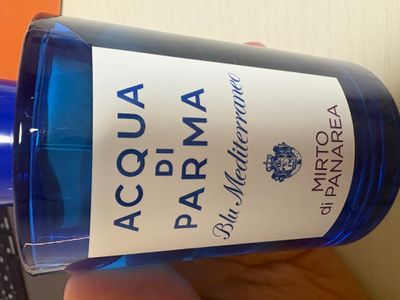 ACQUA
DI
PARMA
Blu Mediterraneo
MIRTO
di PANAREA